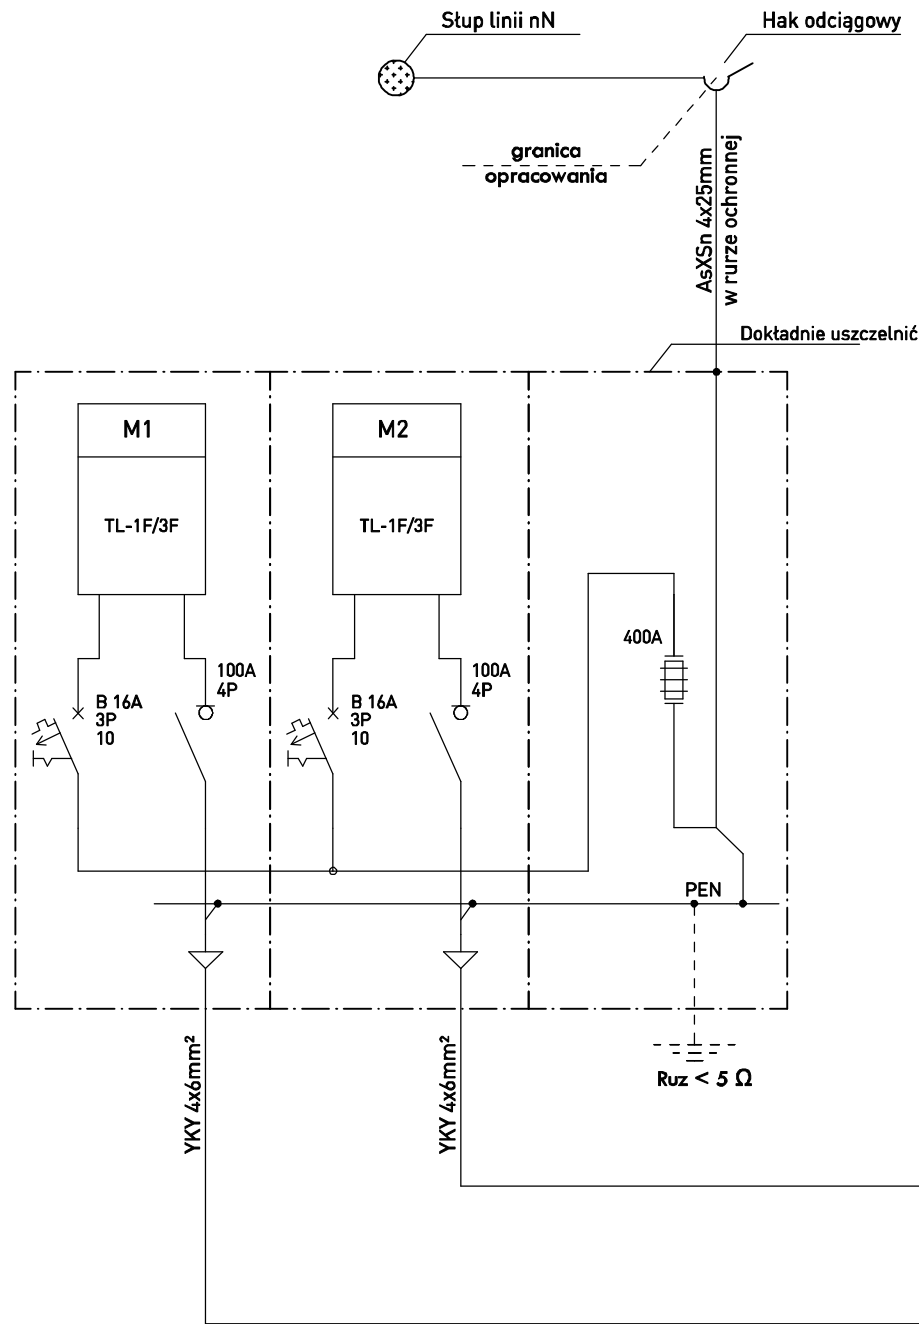 Słup linii nN
Hak odciągowy
granica
opracowania
AsXSn 4x25mm
w rurze ochronnej
Dokładnie uszczelnić
M1
M2
TL-1F/3F
TL-1F/3F
400A
100A
4P
100A
4P
B 16A
3P
10
B 16A
3P
10
PEN
YKY 4x6mm²
YKY 4x6mm²
Ruz < 5 Ω